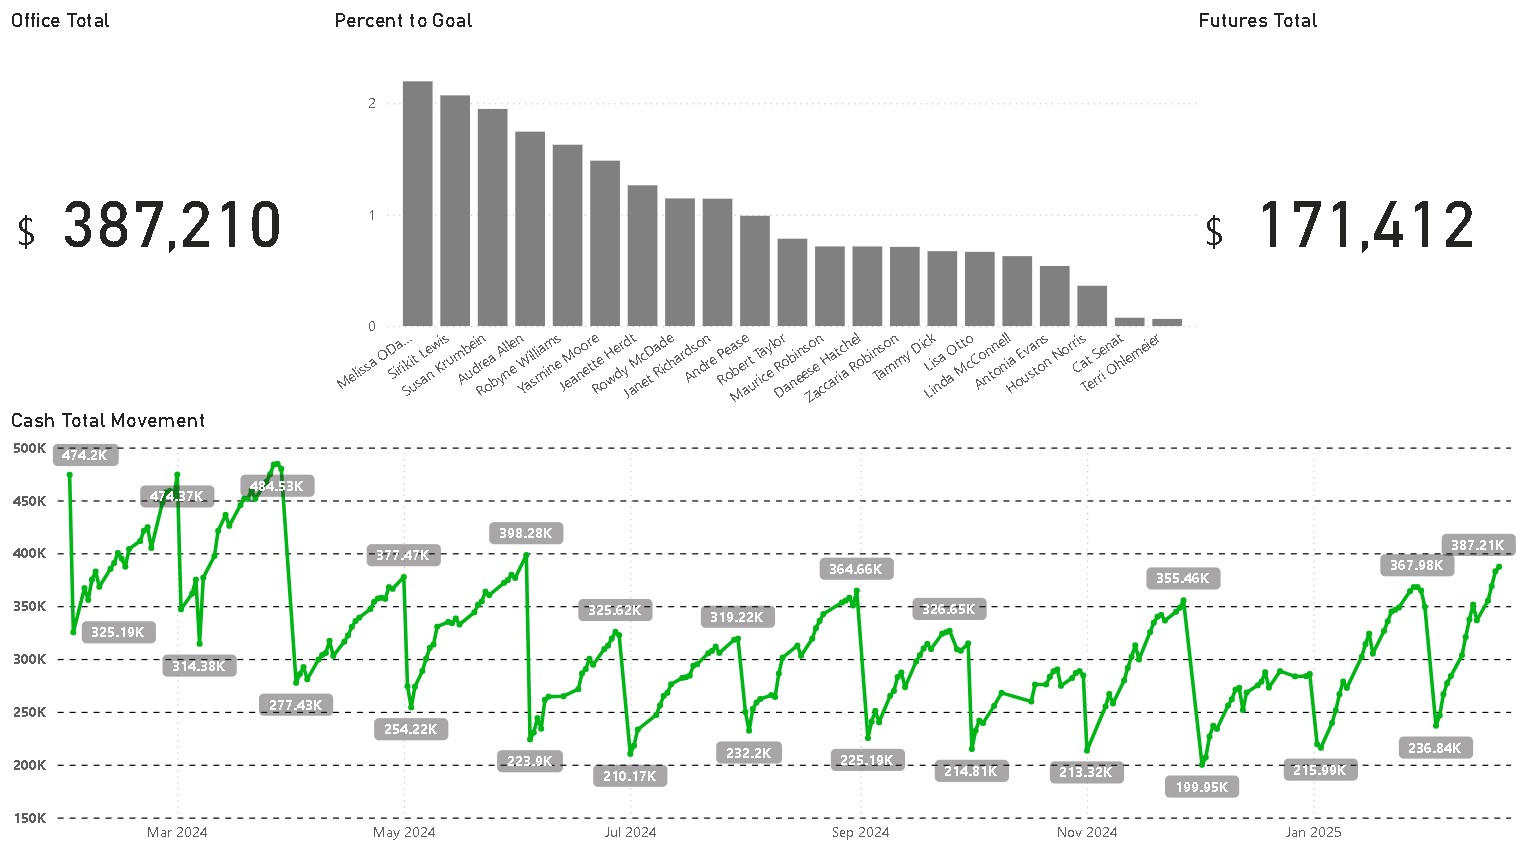 Office Total
Percent to Goal
Futures Total
$ 387,210
2
1
0
Melissa ODa...
Sirikit Lewis
Susan Krumbein
Audrea Allen
Robyne Williams
Yasmine Moore
Jeanette Herdt
Rowdy McDade
Janet Richardson
Andre Pease
Robert Taylor
Maurice Robinson
Daneese Hatchel
Zaccaria Robinson
Tammy Dick
Lisa Otto
Linda McConnell
Antonia Evans
Houston Norris
Cat Senat
Terri Ohlemeier
$ 171,412
Cash Total Movement
500K
450K
400K
350K
300K
250K
200K
150K
474.2K
325.19K
474.37K
314.38K
484.53K
277.43K
377.47K
254.22K
398.28K
223.9K
325.62K
210.17K
319.22K
232.2K
364.66K
225.19K
326.65K
214.81K
213.32K
355.46K
199.95K
215.99K
367.98K
236.84K
387.21K
Mar 2024
May 2024
Jul 2024
Sep 2024
Nov 2024
Jan 2025